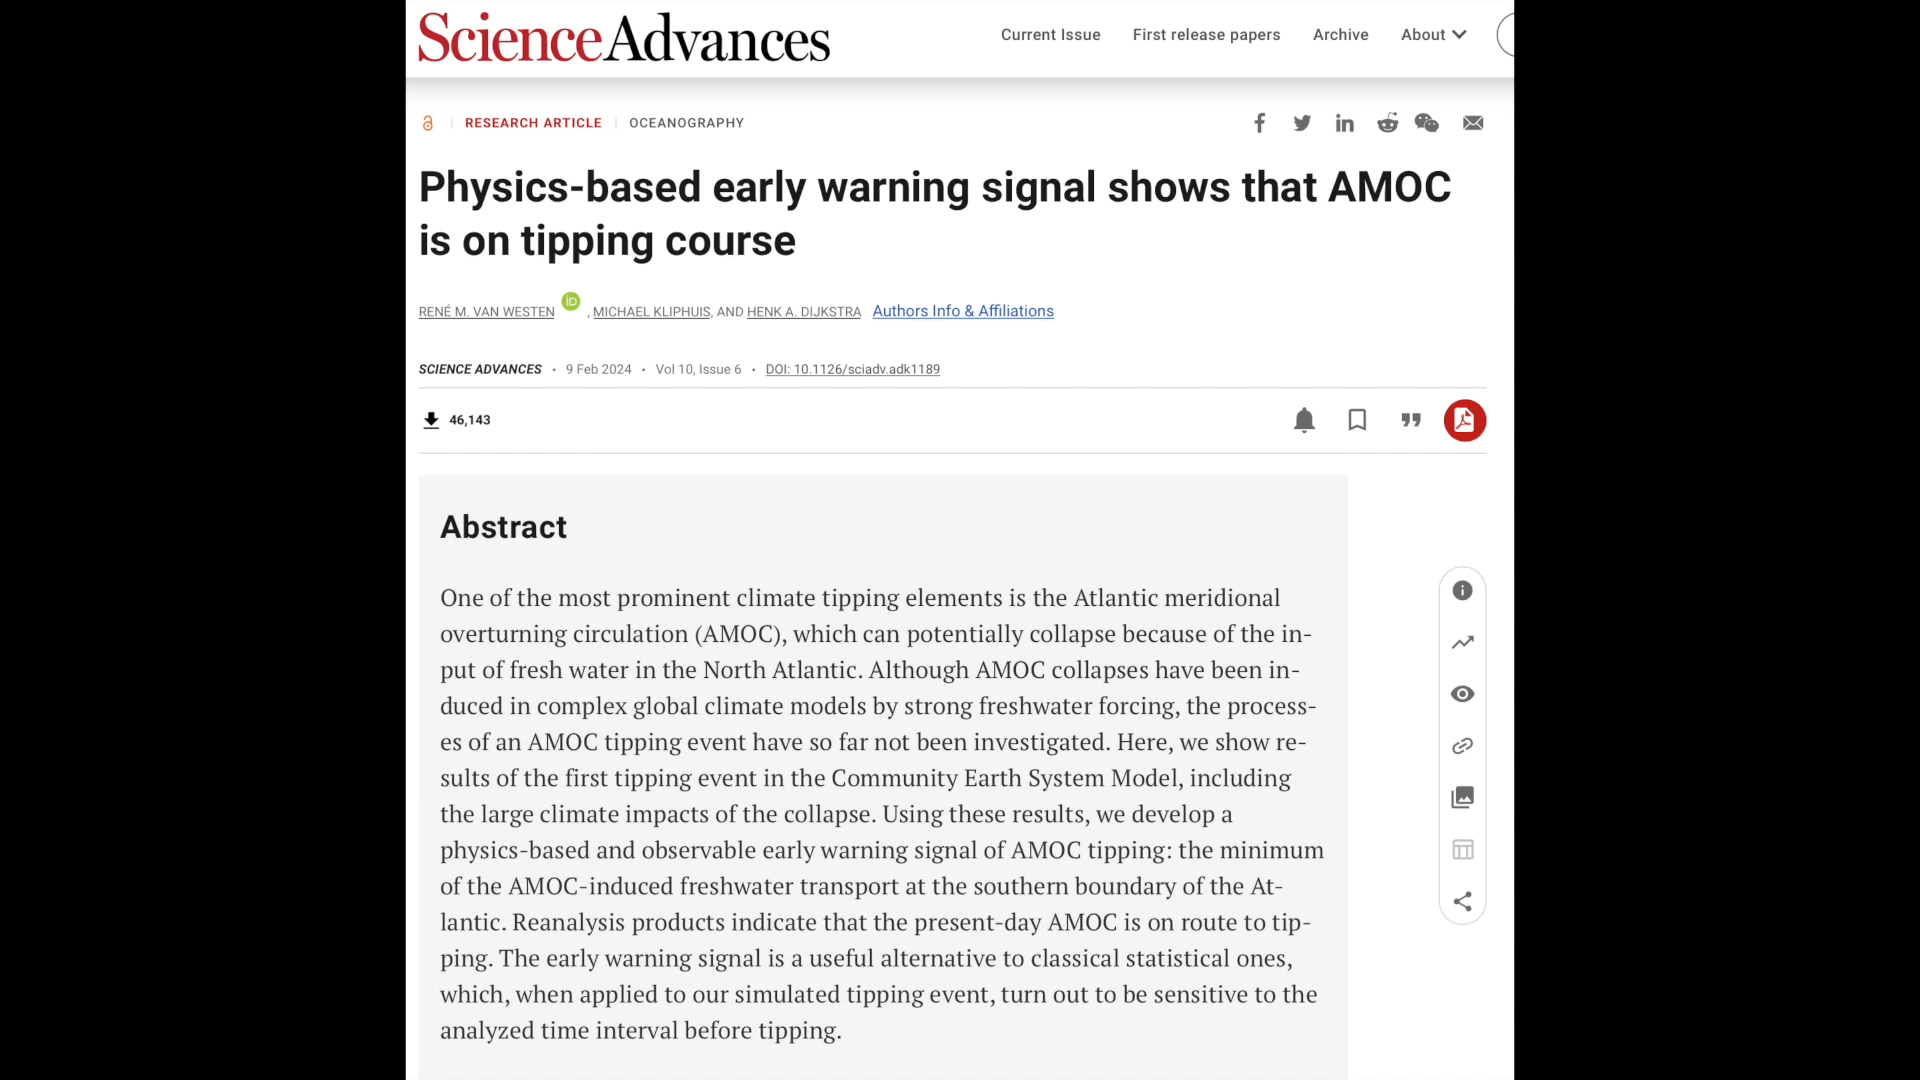 ScienceAdvances
Current Issue First release papers Archive About
RESEARCH ARTICLE OCEANOGRAPHY
Physics-based early warning signal shows that AMOC
is on tipping course
RENÉ M. VAN WESTEN iD , MICHAEL KLIPHUIS, AND HENK A. DIJKSTRA Authors Info & Affiliations
SCIENCE ADVANCES • 9 Feb 2024 • Vol 10, Issue 6 • DOI: 10.1126/sciadv.adk1189
46,143
Abstract
One of the most prominent climate tipping elements is the Atlantic meridional
overturning circulation (AMOC), which can potentially collapse because of the in-
put of fresh water in the North Atlantic. Although AMOC collapses have been in-
duced in complex global climate models by strong freshwater forcing, the process-
es of an AMOC tipping event have so far not been investigated. Here, we show re-
sults of the first tipping event in the Community Earth System Model, including
the large climate impacts of the collapse. Using these results, we develop a
physics-based and observable early warning signal of AMOC tipping: the minimum
of the AMOC-induced freshwater transport at the southern boundary of the At-
lantic. Reanalysis products indicate that the present-day AMOC is on route to tip-
ping. The early warning signal is a useful alternative to classical statistical ones,
which, when applied to our simulated tipping event, turn out to be sensitive to the
analyzed time interval before tipping.